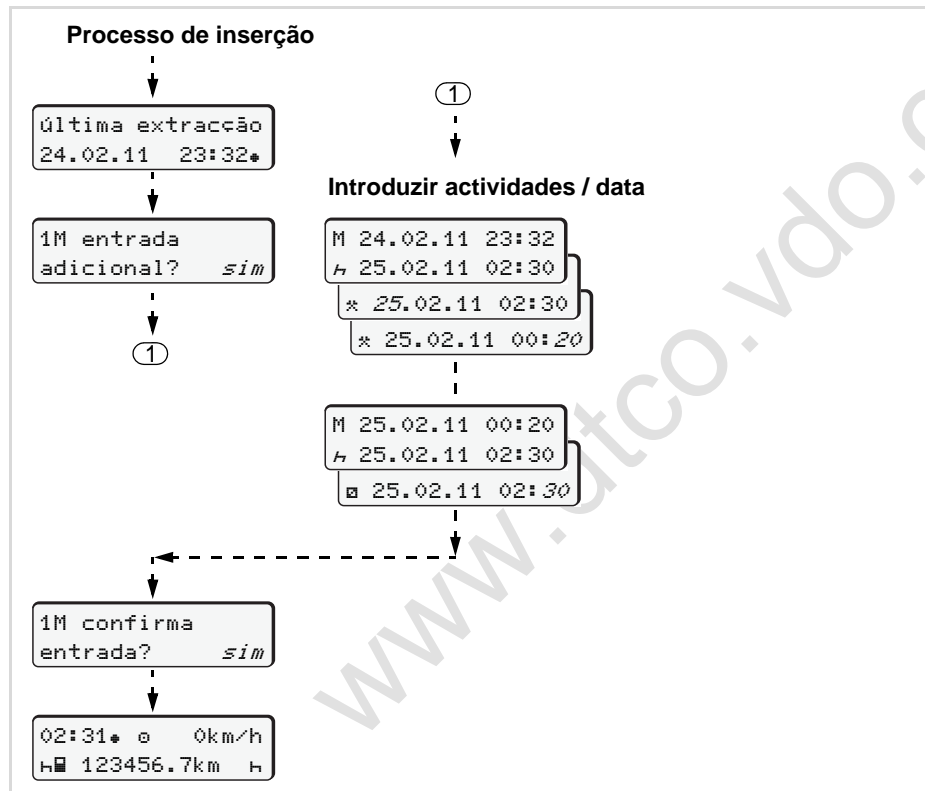 Processo de inserção
última extracção
24.02.11 23:32
1M entrada
adicional? sim
1
1
Introduzir actividades / data
M 24.02.11 23:32
25.02.11 02:30
25.02.11 02:30
25.02.11 00:20
M 25.02.11 00:20
25.02.11 02:30
25.02.11 02:30
1M confirma
entrada? sim
02:31 0km/h
123456.7km
www.dtco.vdo.